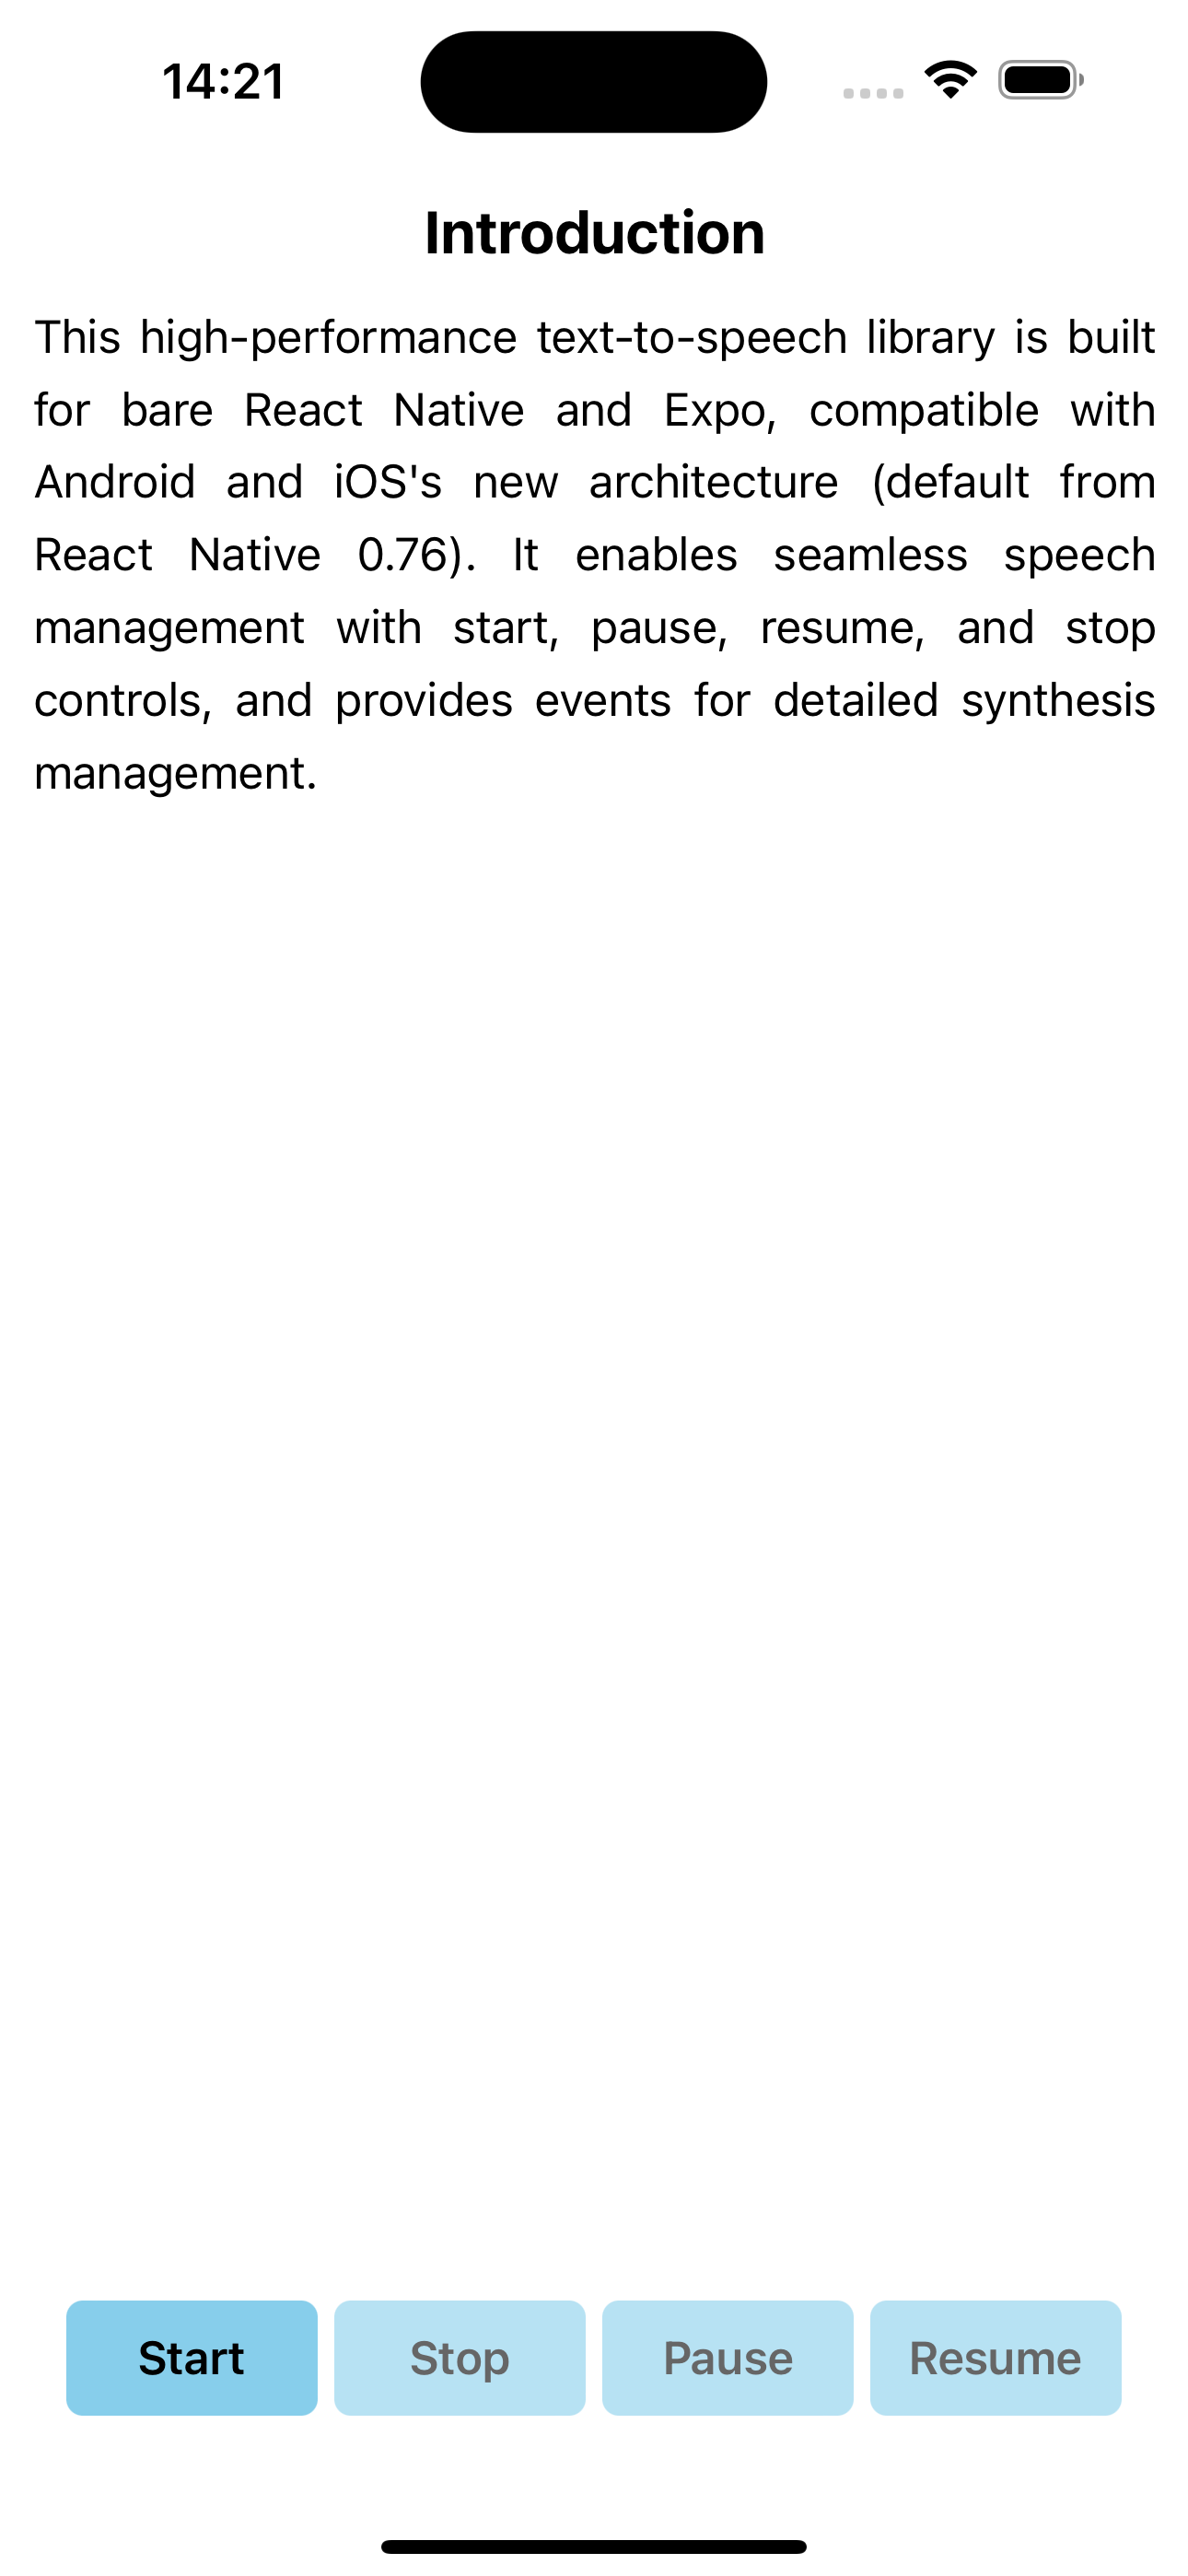 14:21
Introduction
This high-performance text-to-speech library is built
for bare React Native and Expo, compatible with
Android and iOS's new architecture (default from
React Native 0.76). It enables seamless speech
management with start, pause, resume, and stop
controls, and provides events for detailed synthesis
management.
Start Stop Pause Resume